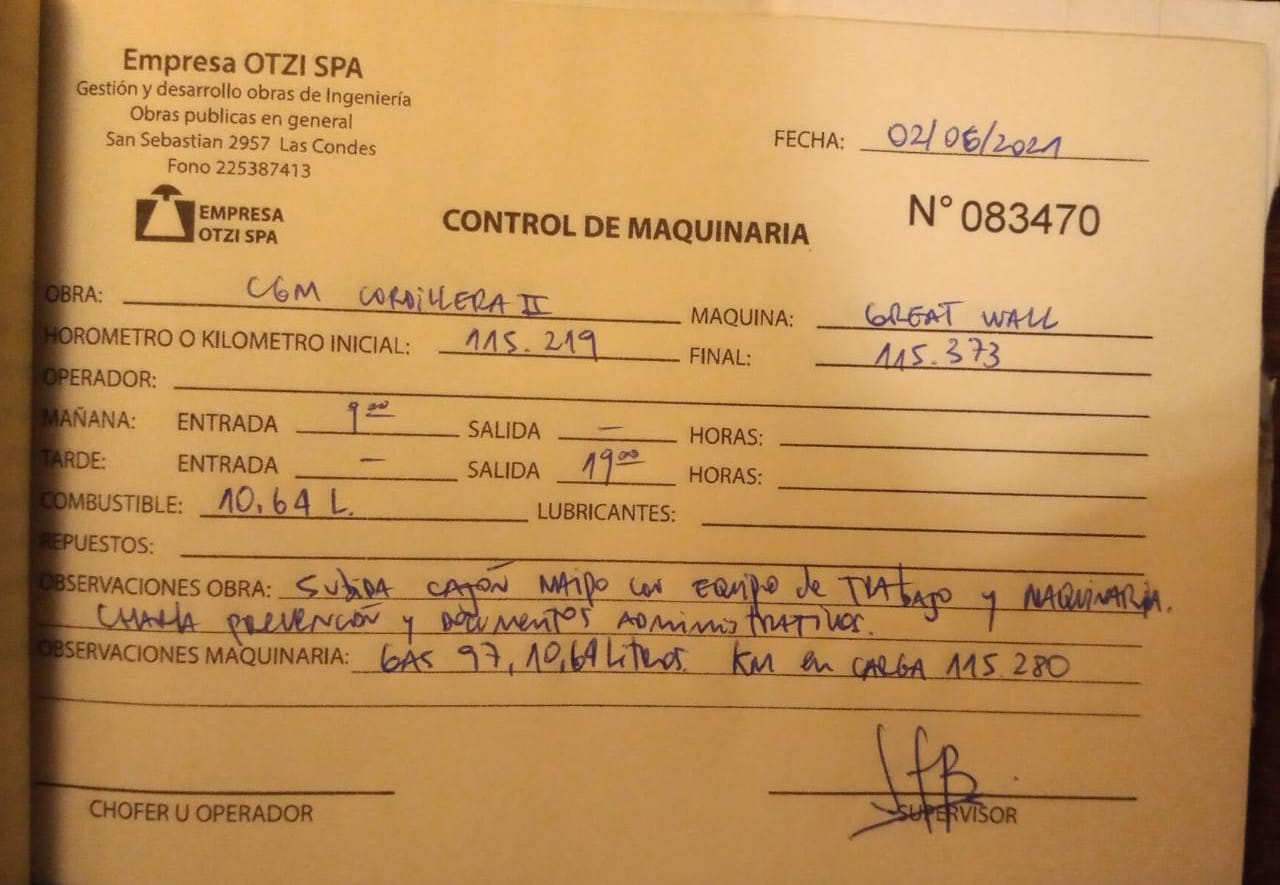 Empresa OTZI SPA
Gestión y desarrollo obras de Ingeniería
Obras publicas en general
San Sebastian 2957 Las Condes
Fono 225387413
FECHA: 02/06/2021
EMPRESA
OTZI SPA
CONTROL DE MAQUINARIA
N° 083470
OBRA: CGM CORDILLERA II MAQUINA: GREAT WALL
HOROMETRO O KILOMETRO INICIAL: 115.219 FINAL: 115.373
OPERADOR:
MAÑANA: ENTRADA 9 00 SALIDA — HORAS:
TARDE: ENTRADA — SALIDA 19 00 HORAS:
COMBUSTIBLE: 10,64 L. LUBRICANTES:
REPUESTOS:
OBSERVACIONES OBRA: SUBIDA CAJÓN MAIPO con EQUIPO de TRABAJO y MAQUINARIA.
CHARLA PREVENCIÓN y DOCUMENTOS ADMINISTRATIVOS.
OBSERVACIONES MAQUINARIA: GAS 97, 10,64 Litros. KM en CARGA 115.280
CHOFER U OPERADOR
SUPERVISOR